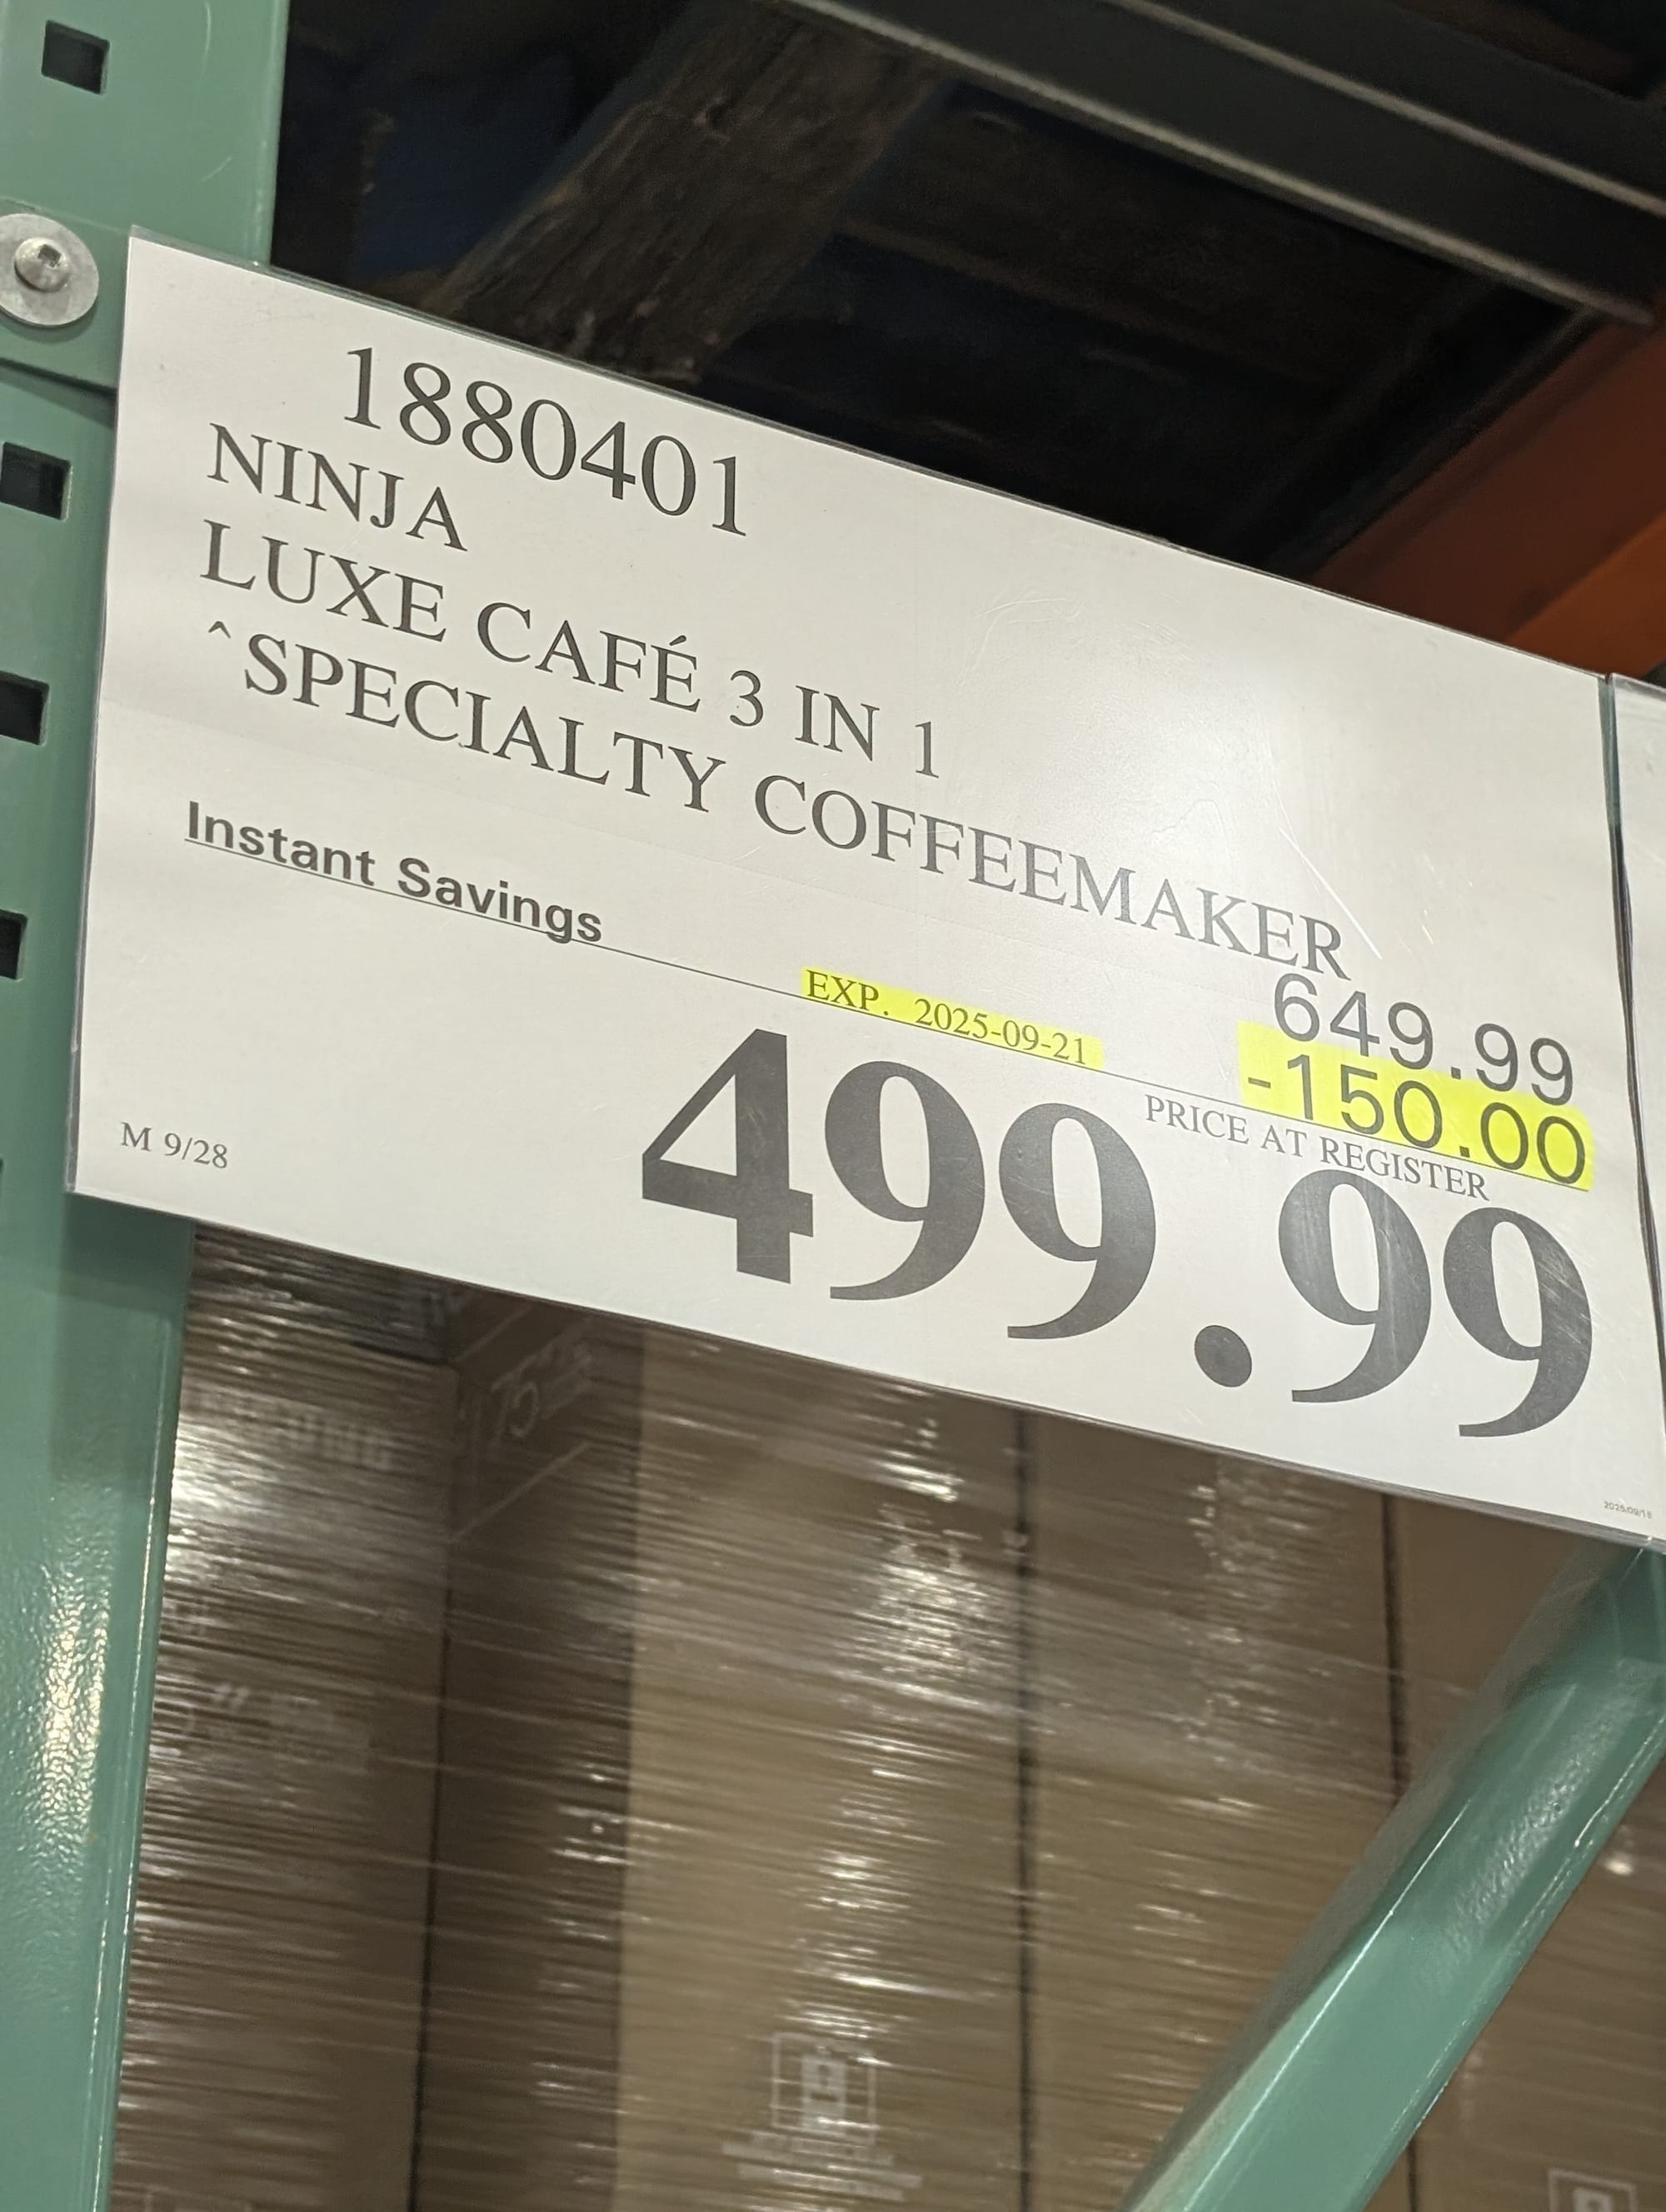 1880401
NINJA
LUXE CAFÉ 3 IN 1
^SPECIALTY COFFEEMAKER
649.99
Instant Savings EXP. 2025-09-21 -150.00
PRICE AT REGISTER
499.99
M 9/28